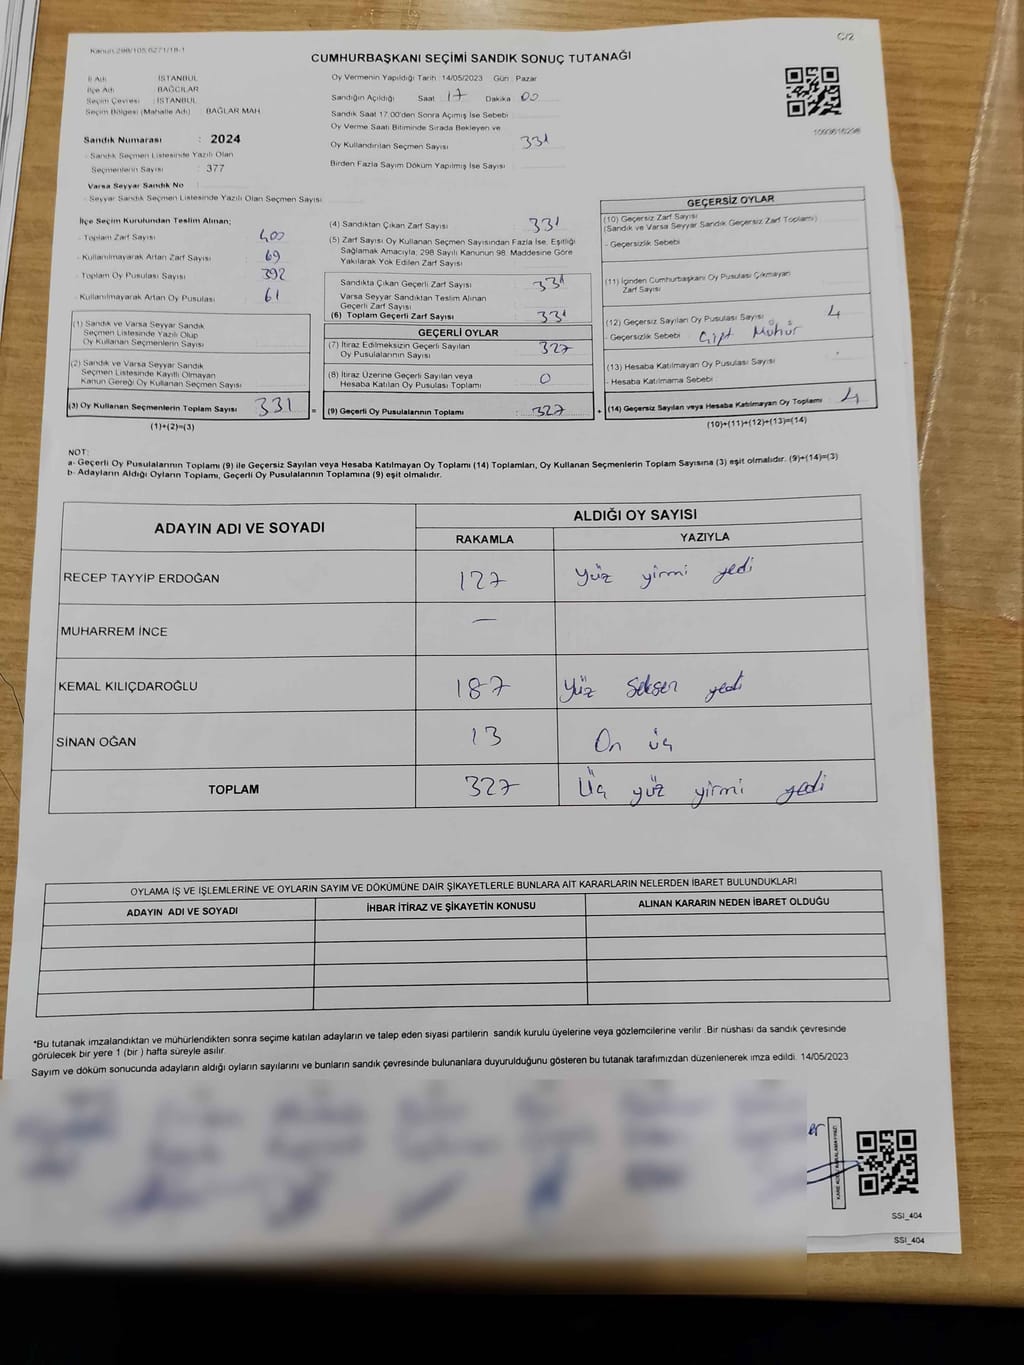 Kanun:298/105,6271/18-1
C/2
CUMHURBAŞKANI SEÇİMİ SANDIK SONUÇ TUTANAĞI
İl Adı : İSTANBUL
İlçe Adı : BAĞCILAR
Seçim Çevresi : İSTANBUL
Seçim Bölgesi (Mahalle Adı) : BAĞLAR MAH.
Sandık Numarası : 2024
- Sandık Seçmen Listesinde Yazılı Olan
Seçmenlerin Sayısı : 377
Varsa Seyyar Sandık No :
- Seyyar Sandık Seçmen Listesinde Yazılı Olan Seçmen Sayısı :
Oy Vermenin Yapıldığı Tarih :14/05/2023 Gün : Pazar
Sandığın Açıldığı Saat 17 Dakika 00
Sandık Saat 17.00'den Sonra Açılmış İse Sebebi
Oy Verme Saati Bitiminde Sırada Bekleyen ve
Oy Kullandırılan Seçmen Sayısı 331
Birden Fazla Sayım Döküm Yapılmış İse Sayısı
1093616298
İlçe Seçim Kurulundan Teslim Alınan;
- Toplam Zarf Sayısı 400
- Kullanılmayarak Artan Zarf Sayısı 69
- Toplam Oy Pusulası Sayısı 392
- Kullanılmayarak Artan Oy Pusulası 61
(1) Sandık ve Varsa Seyyar Sandık
Seçmen Listesinde Yazılı Olup
Oy Kullanan Seçmenlerin Sayısı
(2) Sandık ve Varsa Seyyar Sandık
Seçmen Listesinde Kayıtlı Olmayan
Kanun Gereği Oy Kullanan Seçmen Sayısı
(3) Oy Kullanan Seçmenlerin Toplam Sayısı 331
(1)+(2)=(3)
(4) Sandıktan Çıkan Zarf Sayısı 331
(5) Zarf Sayısı Oy Kullanan Seçmen Sayısından Fazla İse, Eşitliği
Sağlamak Amacıyla; 298 Sayılı Kanunun 98. Maddesine Göre
Yakılarak Yok Edilen Zarf Sayısı
Sandıkta Çıkan Geçerli Zarf Sayısı 331
Varsa Seyyar Sandıktan Teslim Alınan
Geçerli Zarf Sayısı
(6) Toplam Geçerli Zarf Sayısı 331
GEÇERLİ OYLAR
(7) İtiraz Edilmeksizin Geçerli Sayılan
Oy Pusulalarının Sayısı 327
(8) İtiraz Üzerine Geçerli Sayılan veya
Hesaba Katılan Oy Pusulası Toplamı 0
= (9) Geçerli Oy Pusulalarının Toplamı : 327 +
GEÇERSİZ OYLAR
(10) Geçersiz Zarf Sayısı
(Sandık ve Varsa Seyyar Sandık Geçersiz Zarf Toplamı)
- Geçersizlik Sebebi
(11) İçinden Cumhurbaşkanı Oy Pusulası Çıkmayan
Zarf Sayısı
(12) Geçersiz Sayılan Oy Pusulası Sayısı 4
- Geçersizlik Sebebi Çift Mühür
(13) Hesaba Katılmayan Oy Pusulası Sayısı
- Hesaba Katılmama Sebebi
(14) Geçersiz Sayılan veya Hesaba Katılmayan Oy Toplamı 4
(10)+(11)+(12)+(13)=(14)
NOT:
a- Geçerli Oy Pusulalarının Toplamı (9) ile Geçersiz Sayılan veya Hesaba Katılmayan Oy Toplamı (14) Toplamları, Oy Kullanan Seçmenlerin Toplam Sayısına (3) eşit olmalıdır. (9)+(14)=(3)
b- Adayların Aldığı Oyların Toplamı, Geçerli Oy Pusulalarının Toplamına (9) eşit olmalıdır.
ADAYIN ADI VE SOYADI
ALDIĞI OY SAYISI
RAKAMLA YAZIYLA
RECEP TAYYİP ERDOĞAN 127 Yüz yirmi yedi
MUHARREM İNCE —
KEMAL KILIÇDAROĞLU 187 Yüz Seksen yedi
SİNAN OĞAN 13 On üç
TOPLAM 327 Üç yüz yirmi yedi
OYLAMA İŞ VE İŞLEMLERİNE VE OYLARIN SAYIM VE DÖKÜMÜNE DAİR ŞİKAYETLERLE BUNLARA AİT KARARLARIN NELERDEN İBARET BULUNDUKLARI
ADAYIN ADI VE SOYADI İHBAR İTİRAZ VE ŞİKAYETİN KONUSU ALINAN KARARIN NEDEN İBARET OLDUĞU
*Bu tutanak imzalandıktan ve mühürlendikten sonra seçime katılan adayların ve talep eden siyasi partilerin sandık kurulu üyelerine veya gözlemcilerine verilir .Bir nüshası da sandık çevresinde
görülecek bir yere 1 (bir ) hafta süreyle asılır.
Sayım ve döküm sonucunda adayların aldığı oyların sayılarını ve bunların sandık çevresinde bulunanlara duyurulduğunu gösteren bu tutanak tarafımızdan düzenlenerek imza edildi. 14/05/2023
er
SSI_404
SSI_404